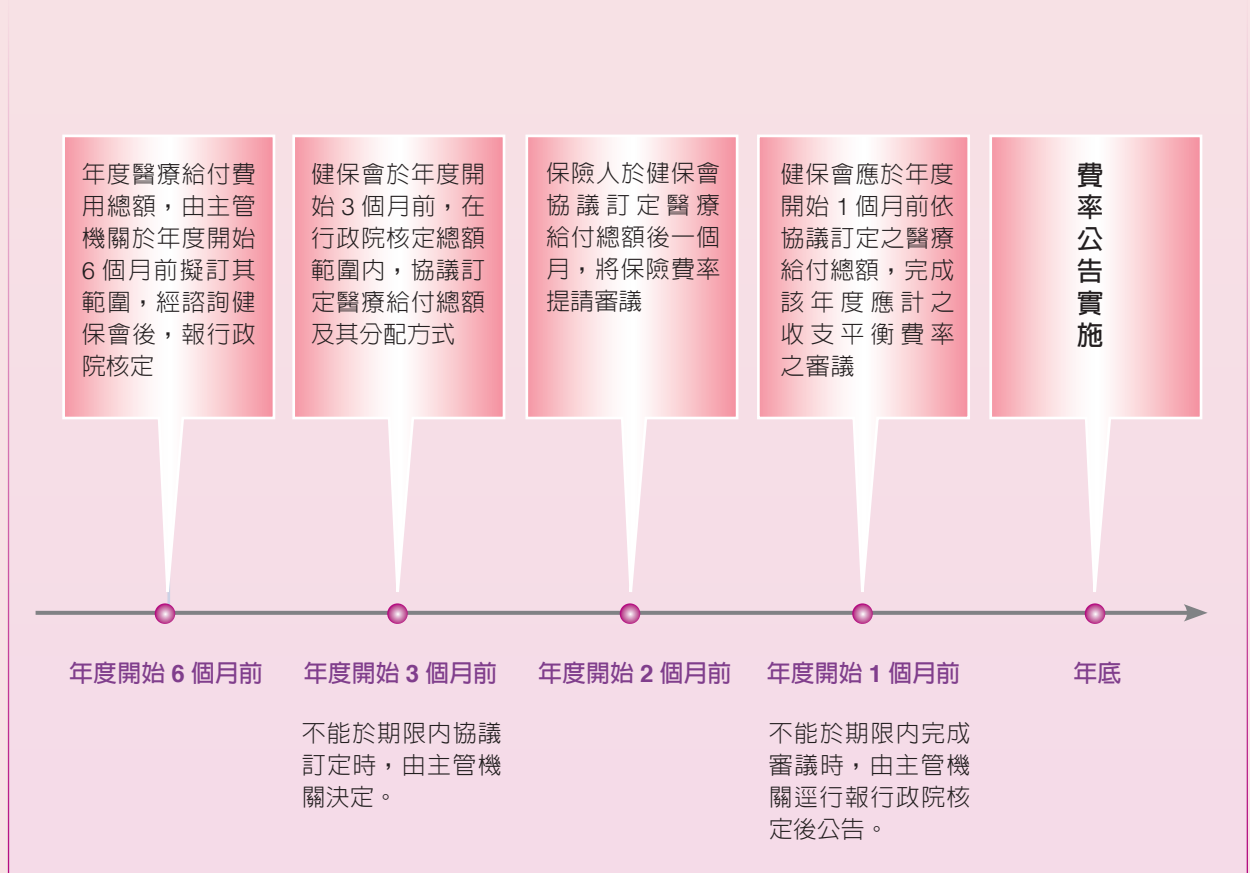 年度醫療給付費
用總額，由主管
機關於年度開始
6 個月前擬訂其
範圍，經諮詢健
保會後，報行政
院核定
健保會於年度開
始 3 個月前，在
行政院核定總額
範圍內，協議訂
定醫療給付總額
及其分配方式
保險人於健保會
協議訂定醫療
給付總額後一個
月，將保險費率
提請審議
健保會應於年度
開始 1 個月前依
協議訂定之醫療
給付總額，完成
該年度應計之
收支平衡費率
之審議
費率公告實施
年度開始 6 個月前
年度開始 3 個月前
年度開始 2 個月前
年度開始 1 個月前
年底
不能於期限內協議
訂定時，由主管機
關決定。
不能於期限內完成
審議時，由主管機
關逕行報行政院核
定後公告。